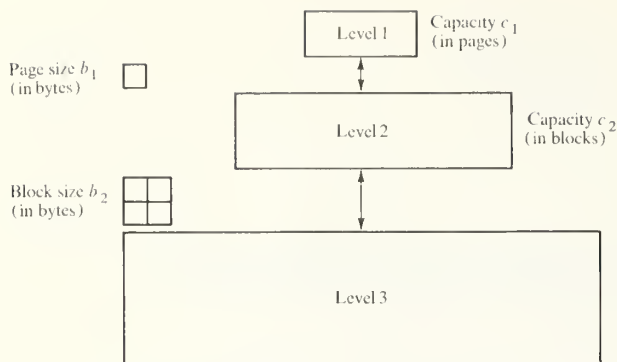 Level 1
Capacity c1
(in pages)
Page size b1
(in bytes)
Level 2
Capacity c2
(in blocks)
Block size b2
(in bytes)
Level 3